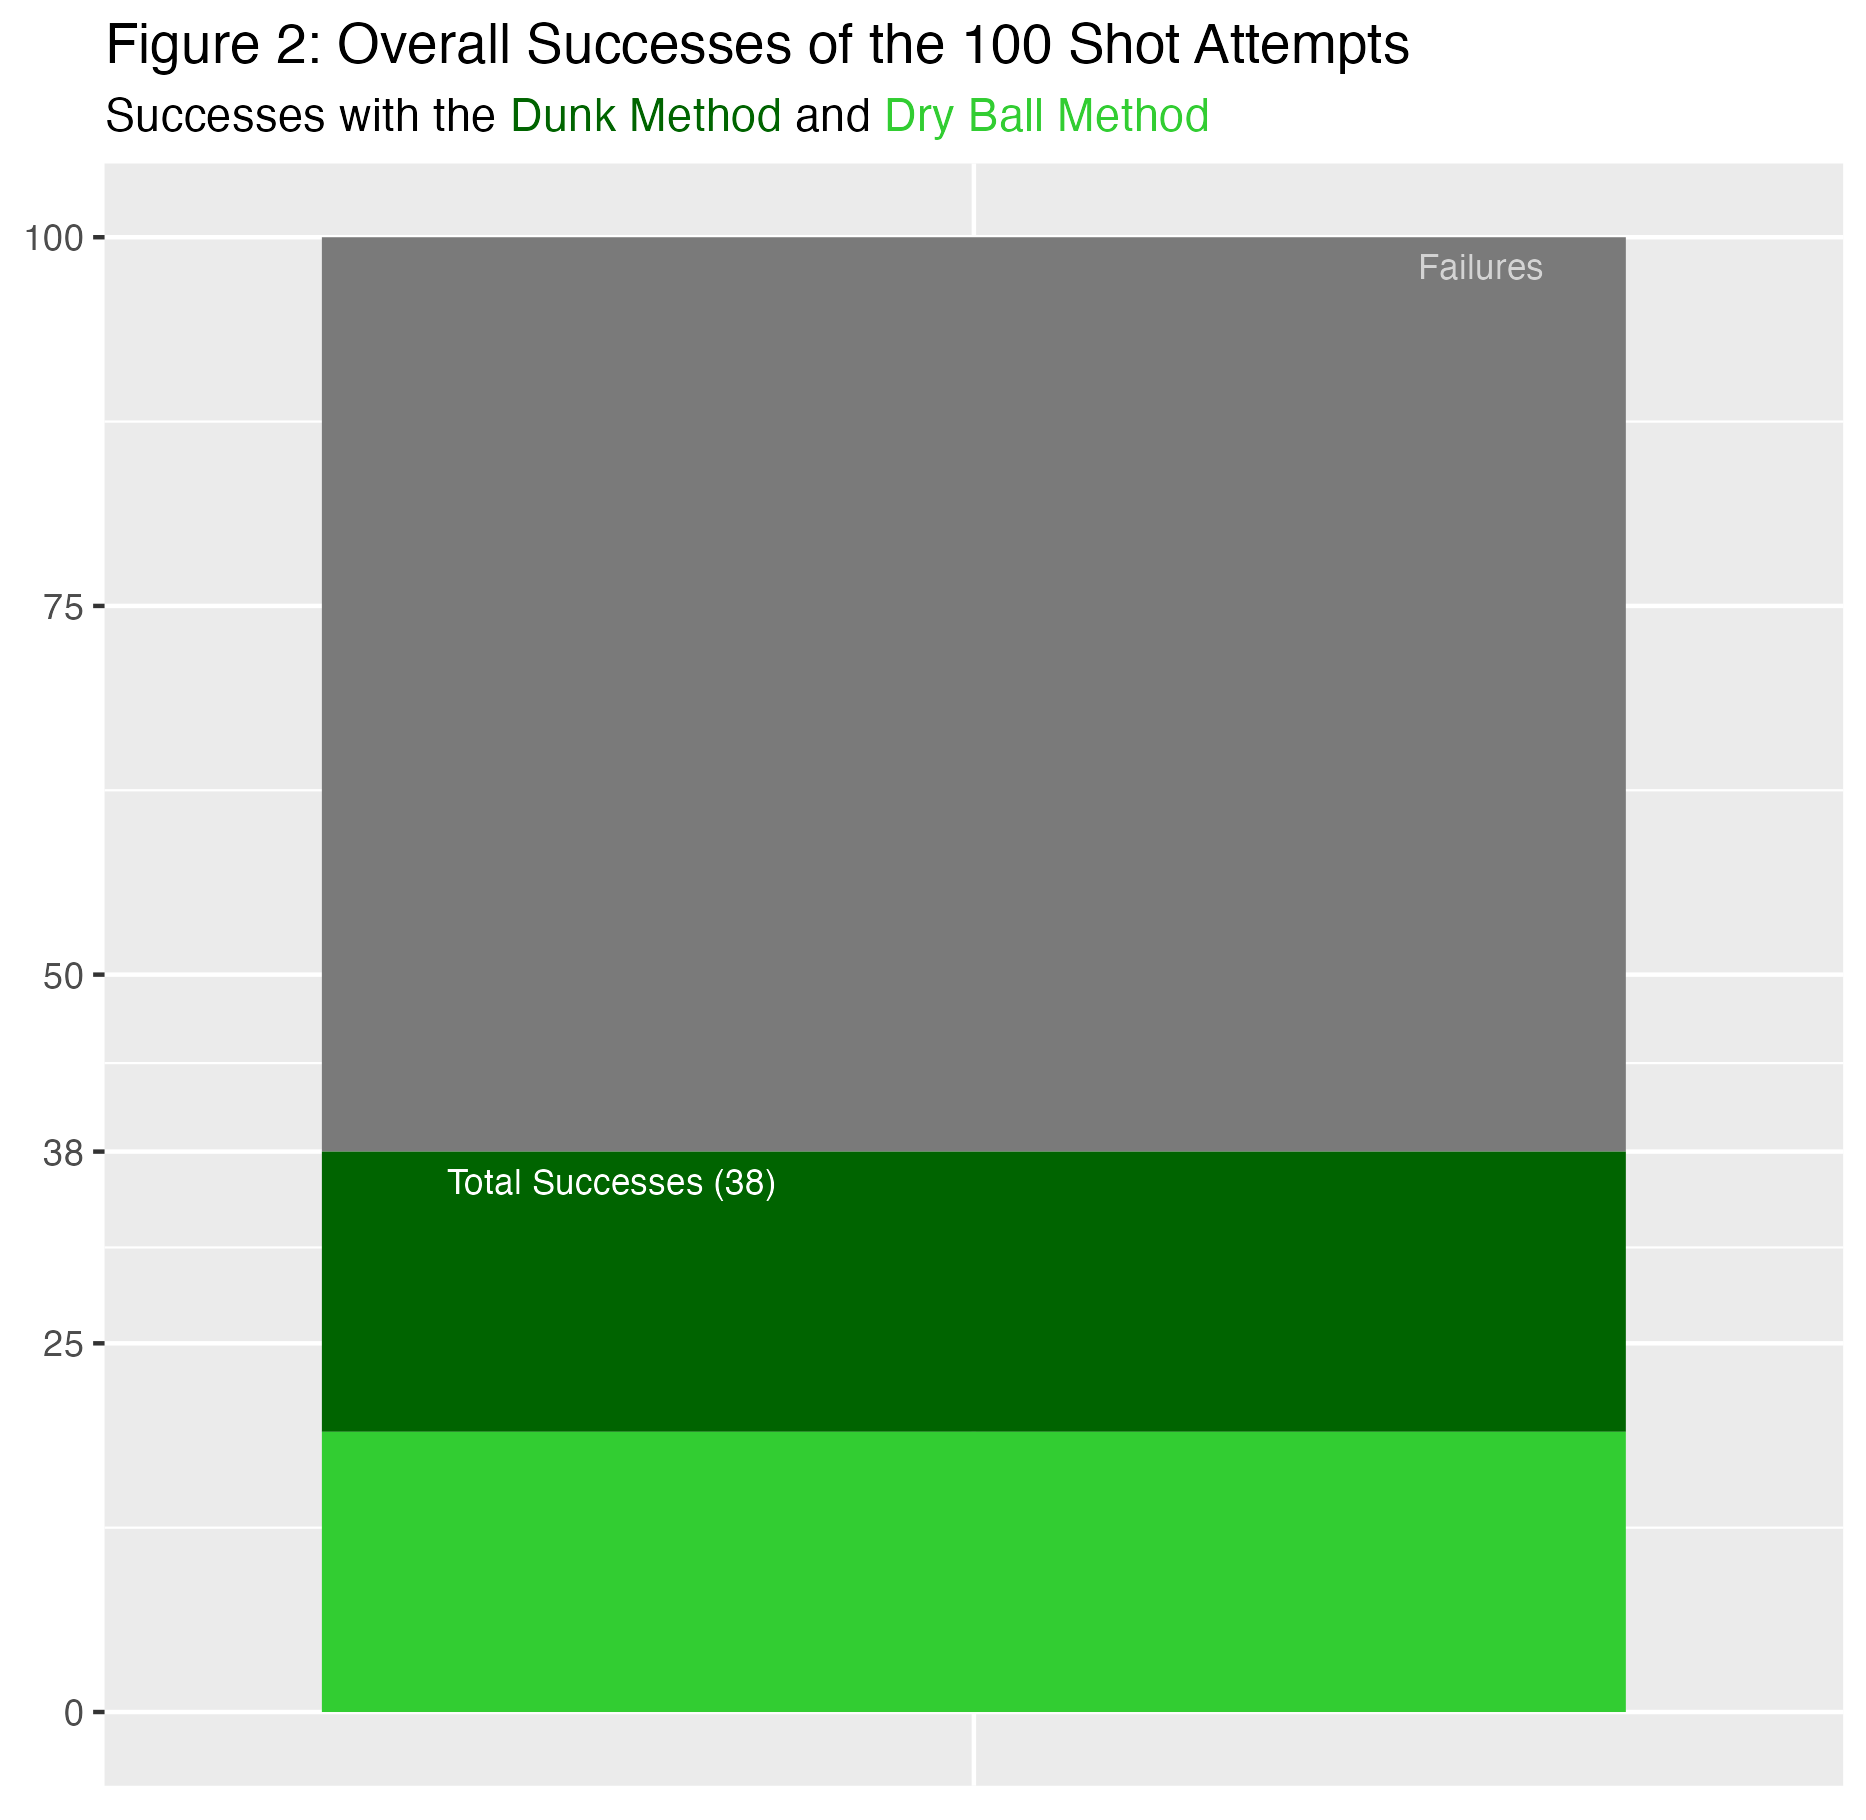 Figure 2: Overall Successes of the 100 Shot Attempts
Successes with the Dunk Method and Dry Ball Method
100
Failures
75
50
38
Total Successes (38)
25
0